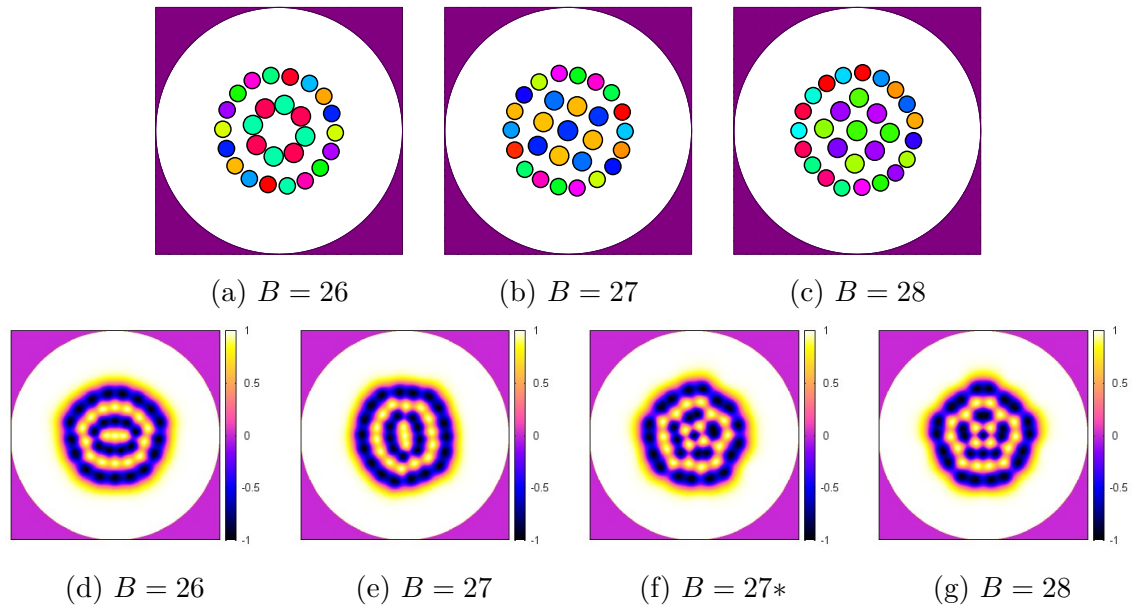 (a) B = 26
(b) B = 27
(c) B = 28
1
0.5
0
-0.5
-1
1
0.5
0
-0.5
-1
1
0.5
0
-0.5
-1
1
0.5
0
-0.5
-1
(d) B = 26
(e) B = 27
(f) B = 27∗
(g) B = 28